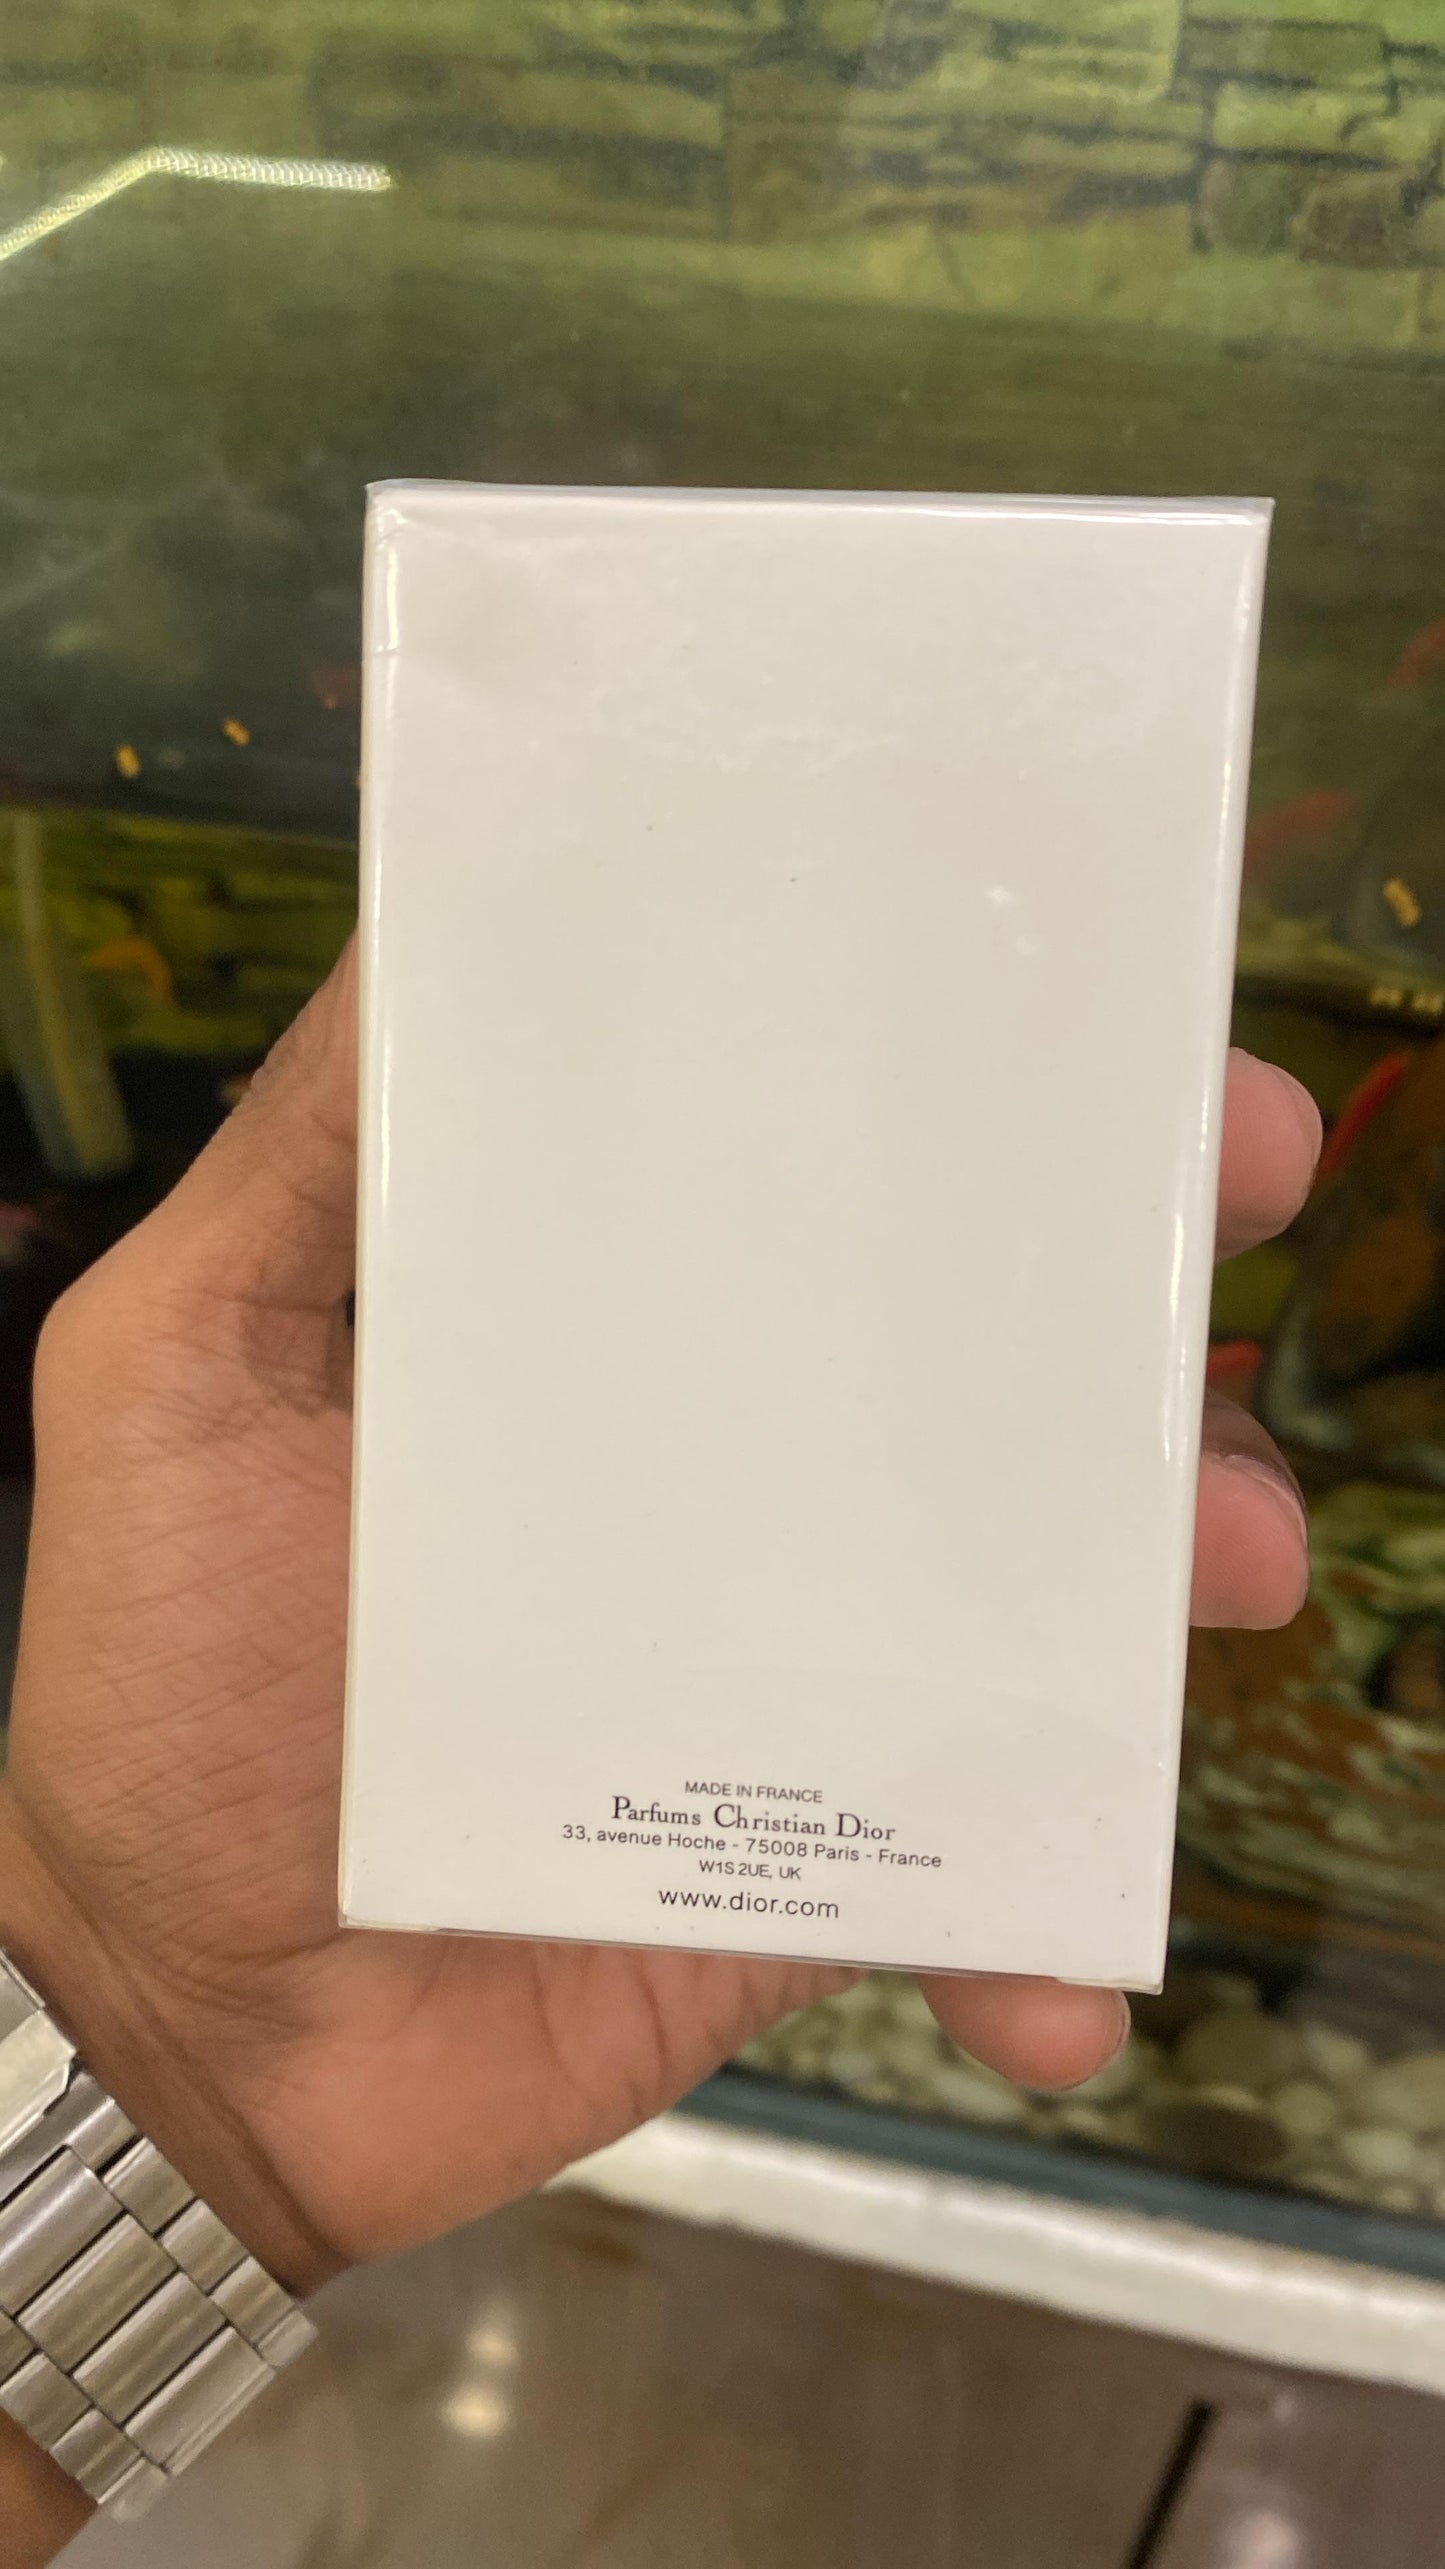 MADE IN FRANCE
Parfums Christian Dior
33, avenue Hoche - 75008 Paris - France
W1S 2UE, UK
www.dior.com